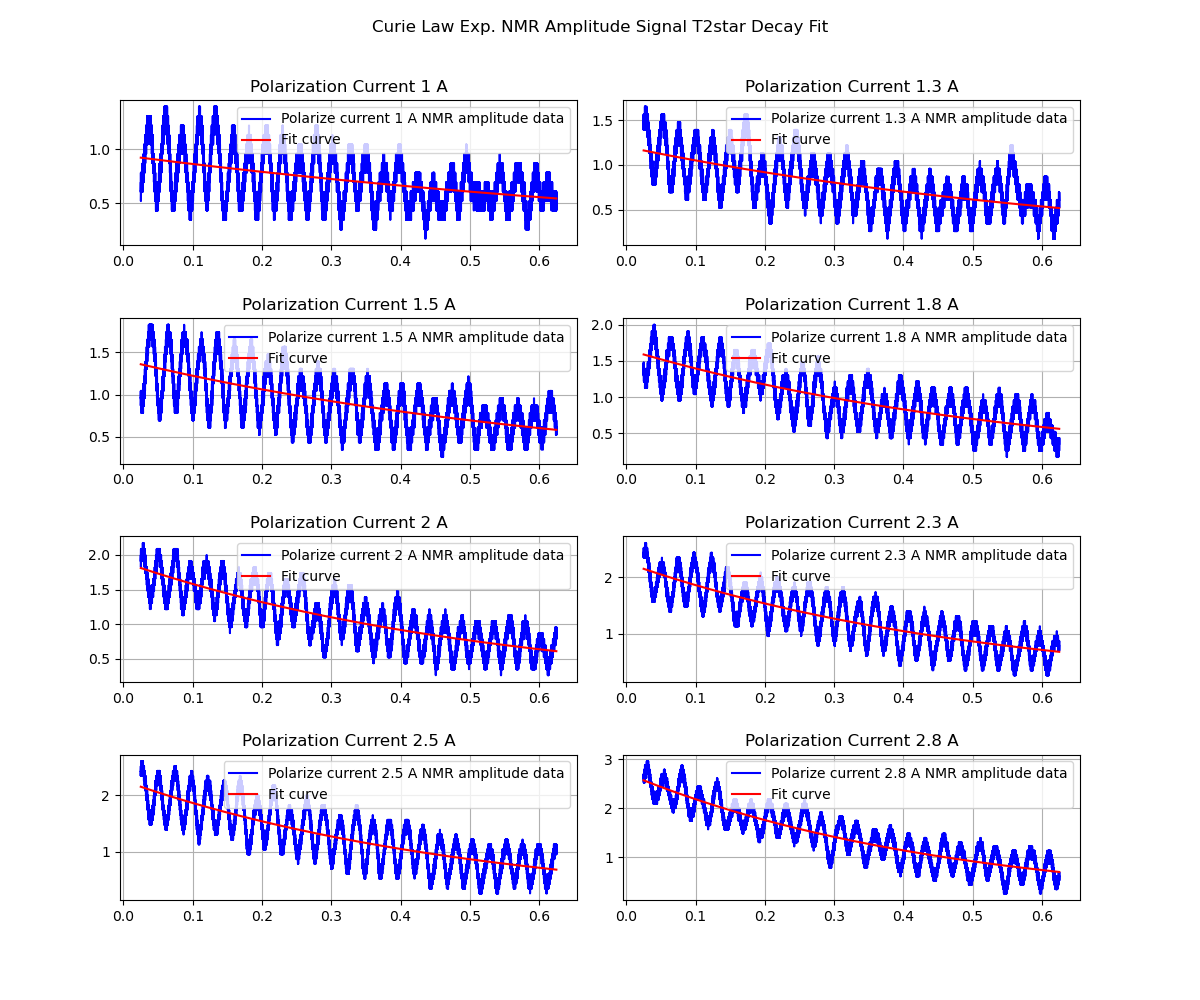 Curie Law Exp. NMR Amplitude Signal T2star Decay Fit
Polarization Current 1 A
Polarize current 1 A NMR amplitude data
Fit curve
1.0
0.5
0.0 0.1 0.2 0.3 0.4 0.5 0.6
Polarization Current 1.3 A
Polarize current 1.3 A NMR amplitude data
Fit curve
1.5
1.0
0.5
0.0 0.1 0.2 0.3 0.4 0.5 0.6
Polarization Current 1.5 A
Polarize current 1.5 A NMR amplitude data
Fit curve
1.5
1.0
0.5
0.0 0.1 0.2 0.3 0.4 0.5 0.6
Polarization Current 1.8 A
Polarize current 1.8 A NMR amplitude data
Fit curve
2.0
1.5
1.0
0.5
0.0 0.1 0.2 0.3 0.4 0.5 0.6
Polarization Current 2 A
Polarize current 2 A NMR amplitude data
Fit curve
2.0
1.5
1.0
0.5
0.0 0.1 0.2 0.3 0.4 0.5 0.6
Polarization Current 2.3 A
Polarize current 2.3 A NMR amplitude data
Fit curve
2
1
0.0 0.1 0.2 0.3 0.4 0.5 0.6
Polarization Current 2.5 A
Polarize current 2.5 A NMR amplitude data
Fit curve
2
1
0.0 0.1 0.2 0.3 0.4 0.5 0.6
Polarization Current 2.8 A
Polarize current 2.8 A NMR amplitude data
Fit curve
3
2
1
0.0 0.1 0.2 0.3 0.4 0.5 0.6